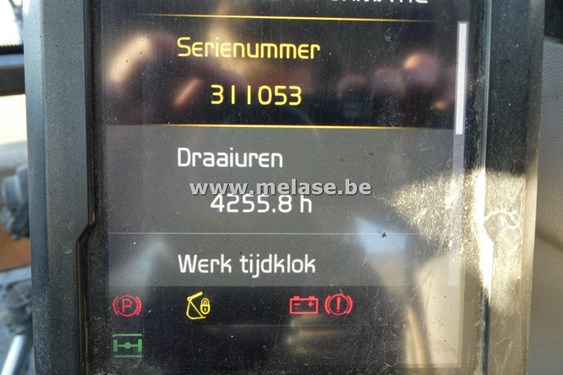 Serienummer
311053
Draaiuren
www.melase.be
4255.8 h
Werk tijdklok